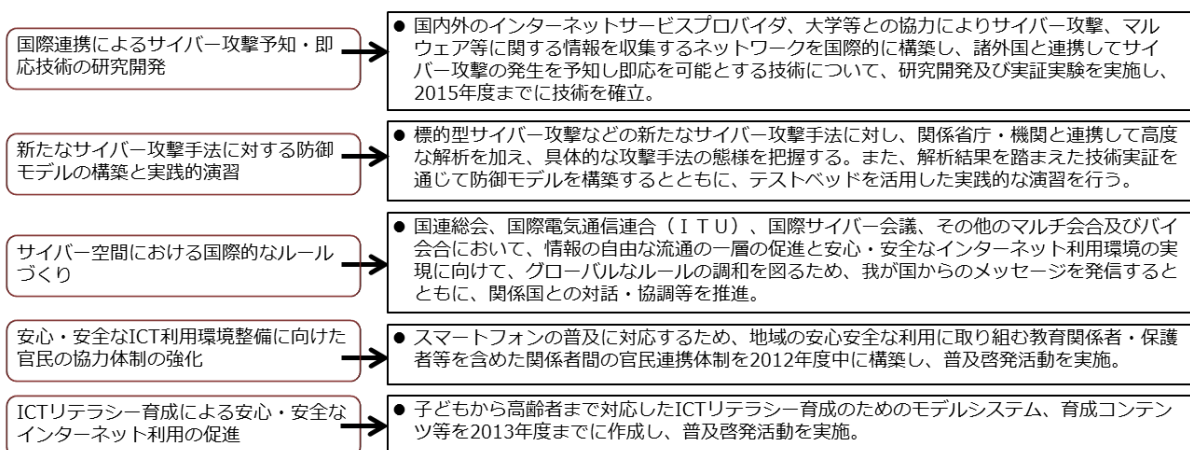 国際連携によるサイバー攻撃予知・即
応技術の研究開発
● 国内外のインターネットサービスプロバイダ、大学等との協力によりサイバー攻撃、マル
ウェア等に関する情報を収集するネットワークを国際的に構築し、諸外国と連携してサイ
バー攻撃の発生を予知し即応を可能とする技術について、研究開発及び実証実験を実施し、
2015年度までに技術を確立。
新たなサイバー攻撃手法に対する防御
モデルの構築と実践的演習
● 標的型サイバー攻撃などの新たなサイバー攻撃手法に対し、関係省庁・機関と連携して高度
な解析を加え、具体的な攻撃手法の態様を把握する。また、解析結果を踏まえた技術実証を
通じて防御モデルを構築するとともに、テストベッドを活用した実践的な演習を行う。
サイバー空間における国際的なルール
づくり
● 国連総会、国際電気通信連合（ＩＴＵ）、国際サイバー会議、その他のマルチ会合及びバイ
会合において、情報の自由な流通の一層の促進と安心・安全なインターネット利用環境の実
現に向けて、グローバルなルールの調和を図るため、我が国からのメッセージを発信すると
ともに、関係国との対話・協調等を推進。
安心・安全なICT利用環境整備に向けた
官民の協力体制の強化
● スマートフォンの普及に対応するため、地域の安心安全な利用に取り組む教育関係者・保護
者等を含めた関係者間の官民連携体制を2012年度中に構築し、普及啓発活動を実施。
ICTリテラシー育成による安心・安全な
インターネット利用の促進
● 子どもから高齢者まで対応したICTリテラシー育成のためのモデルシステム、育成コンテン
ツ等を2013年度までに作成し、普及啓発活動を実施。